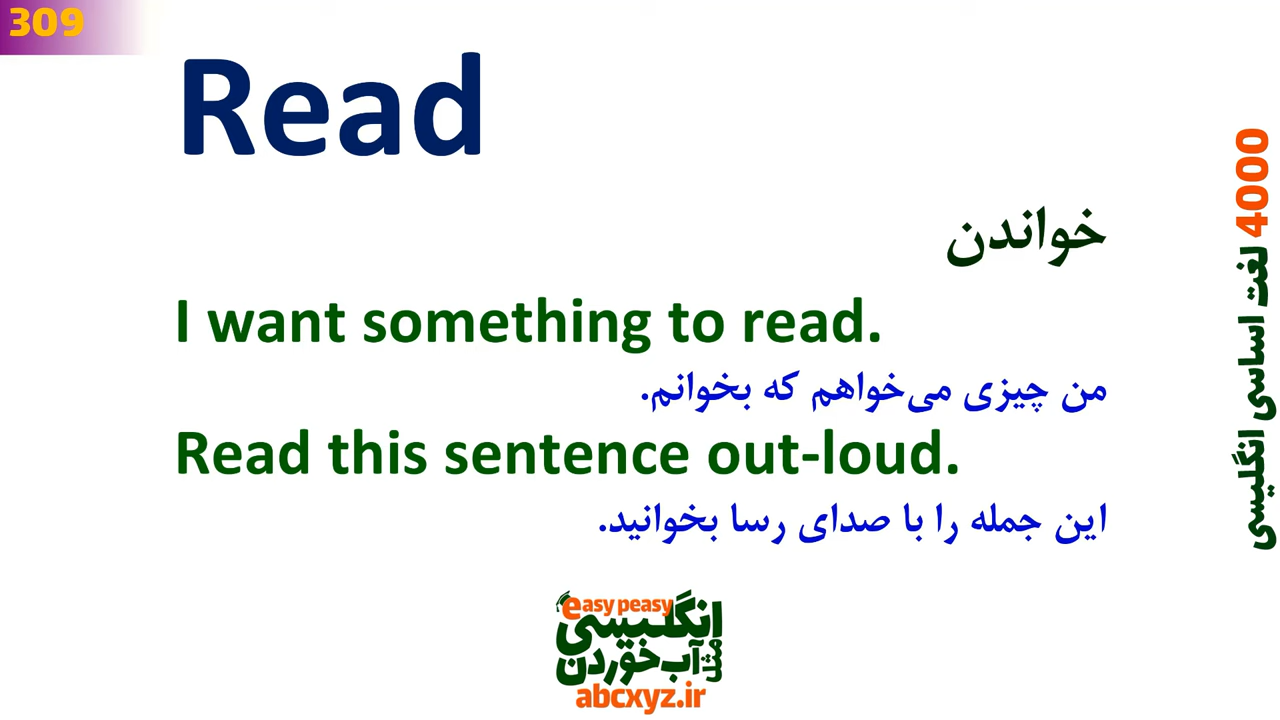 309
Read
خواندن
I want something to read.
من چیزی می‌خواهم که بخوانم.
Read this sentence out-loud.
این جمله را با صدای رسا بخوانید.
4000 لغت اساسی انگلیسی
easy peasy
انگلیسی
مثل آب خوردن
abcxyz.ir